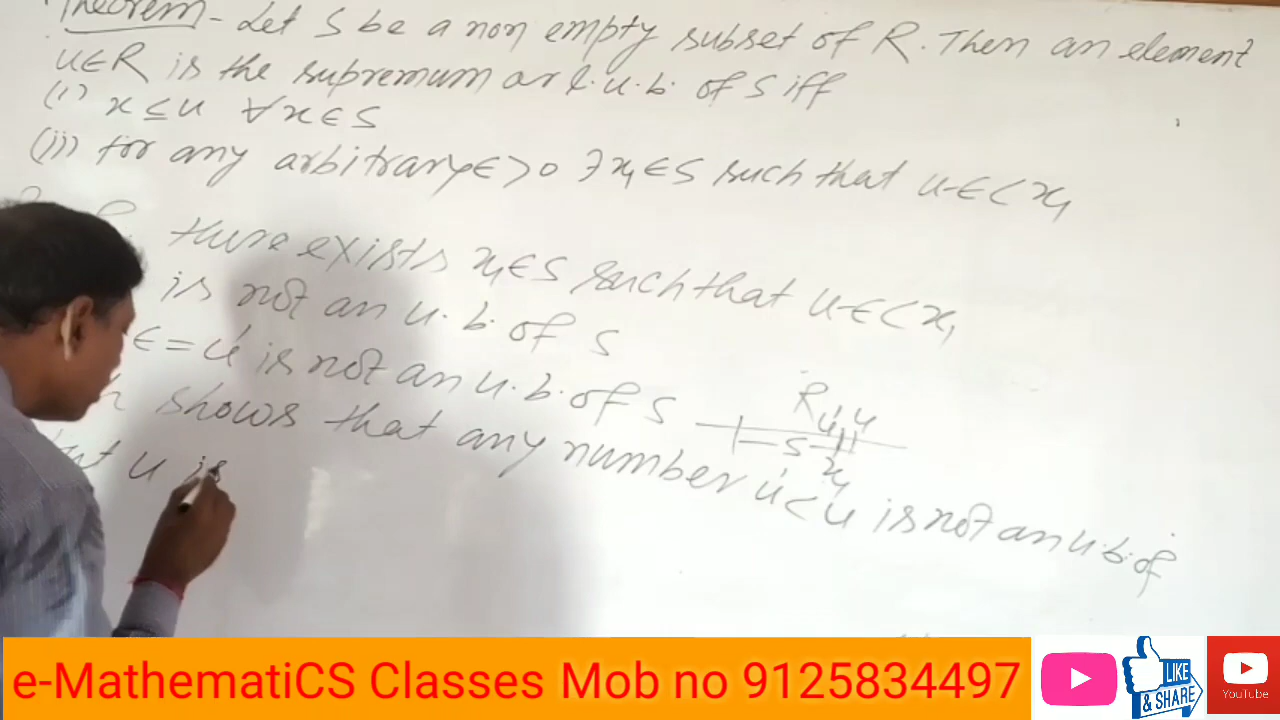 Theorem - Let S be a non empty subset of R. Then an element
u∈R is the supremum or l.u.b. of S iff
(i) x ≤ u ∀ x ∈ S
(ii) for any arbitrary ∈ > 0 ∃ x₁ ∈ S such that u-∈ < x₁
there exists x₁ ∈ S such that u-∈ < x₁
is not an u.b. of S
∈ = u' is not an u.b. of S
shows that any number u' < u is not an u.b. of
but u is
R
u' u
S
x₁
e-MathematiCS Classes Mob no 9125834497
LIKE
& SHARE
YouTube